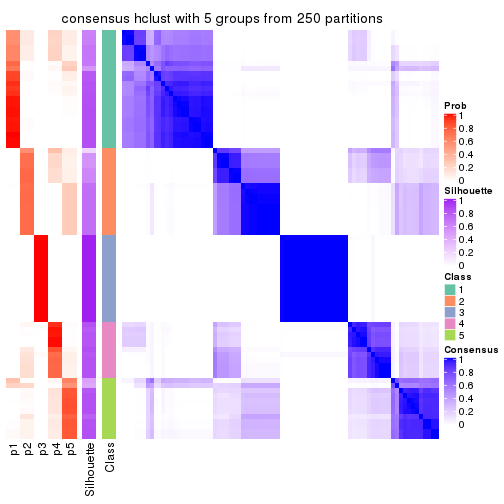 consensus hclust with 5 groups from 250 partitions
Prob
1
0.8
0.6
0.4
0.2
0
Silhouette
1
0.8
0.6
0.4
0.2
0
Class
1
2
3
4
5
Consensus
1
0.8
0.6
0.4
0.2
0
p1
p2
p3
p4
p5
Silhouette
Class